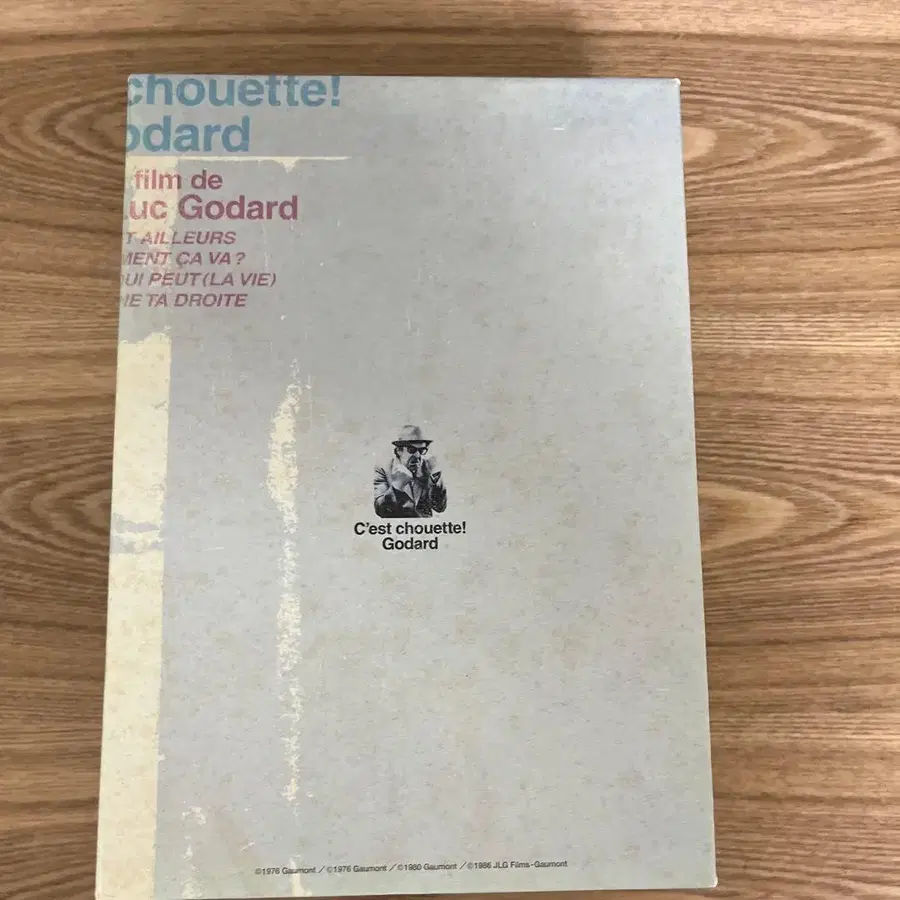 chouette!
odard
film de
Luc Godard
T AILLEURS
MENT ÇA VA?
UI PEUT(LA VIE)
NE TA DROITE
C'est chouette!
Godard
©1976 Gaumont／©1976 Gaumont／©1980 Gaumont／©1986 JLG Films-Gaumont